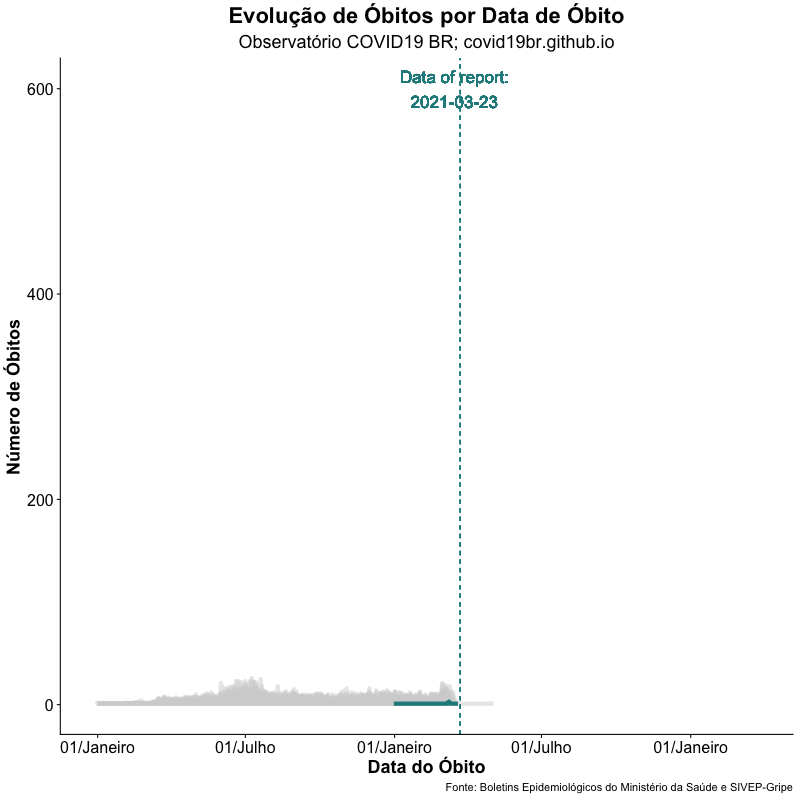 Evolução de Óbitos por Data de Óbito
Observatório COVID19 BR; covid19br.github.io
Data of report:
2021-03-23
600
400
200
0
Número de Óbitos
01/Janeiro
01/Julho
01/Janeiro
01/Julho
01/Janeiro
Data do Óbito
Fonte: Boletins Epidemiológicos do Ministério da Saúde e SIVEP-Gripe